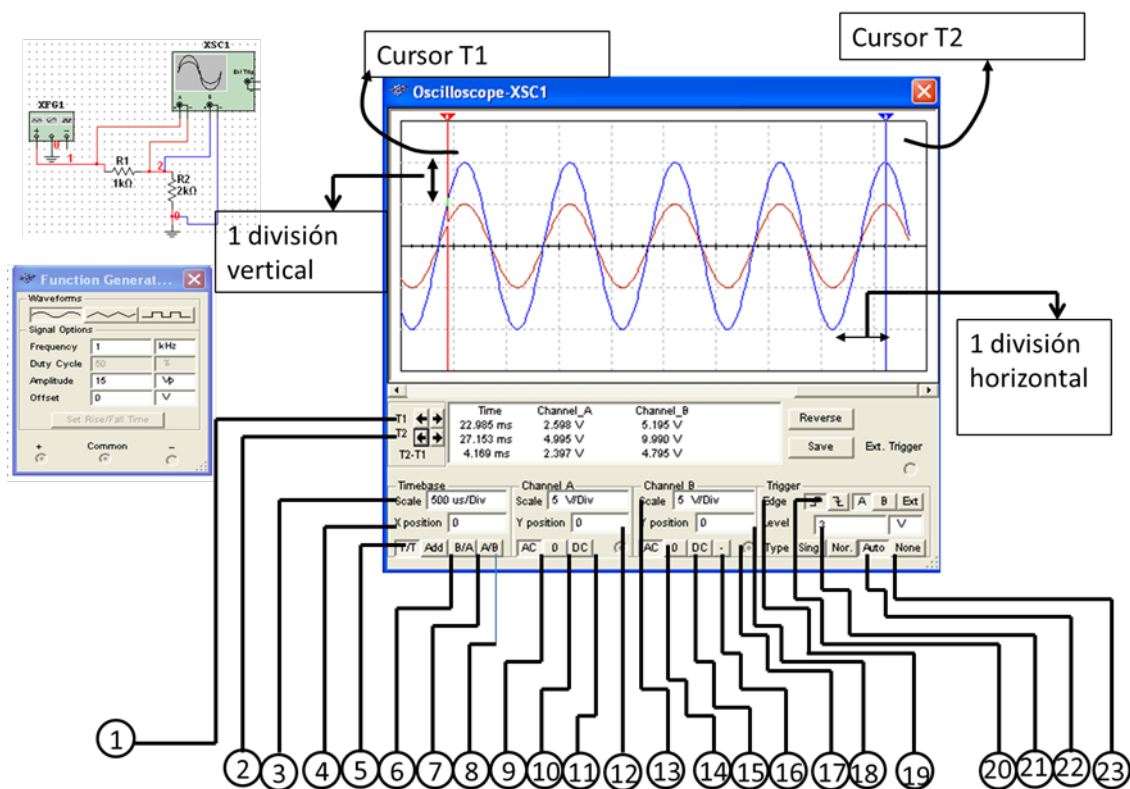 XSC1
Ext Trig
A B
XFG1
1
R1
1kΩ
2
R2
2kΩ
0
Cursor T1
Cursor T2
1 división
vertical
1 división
horizontal
Function Generat...
Waveforms
Signal Options
Frequency 1 kHz
Duty Cycle 50 %
Amplitude 15 Vp
Offset 0 V
Set Rise/Fall Time
+ Common −
Oscilloscope-XSC1
Time Channel_A Channel_B
T1 22.985 ms 2.598 V 5.195 V
T2 27.153 ms 4.995 V 9.990 V
T2-T1 4.169 ms 2.397 V 4.795 V
Reverse
Save
Ext. Trigger
Timebase
Scale 500 us/Div
X position 0
Y/T Add B/A A/B
Channel A
Scale 5 V/Div
Y position 0
AC 0 DC
Channel B
Scale 5 V/Div
Y position 0
AC 0 DC -
Trigger
Edge A B Ext
Level V
Type Sing. Nor. Auto None
1 2 3 4 5 6 7 8 9 10 11 12 13 14 15 16 17 18 19 20 21 22 23